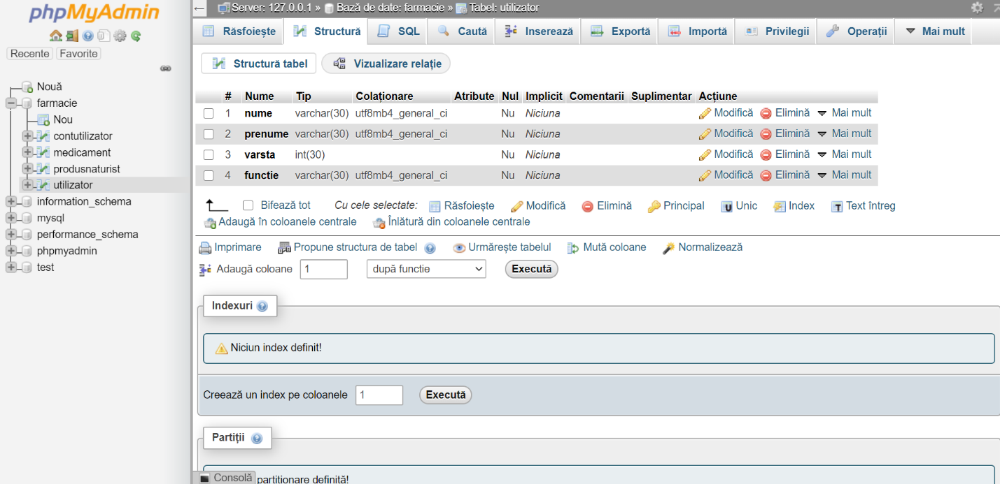 phpMyAdmin
Recente Favorite
Nouă
farmacie
Nou
contutilizator
medicament
produsnaturist
utilizator
information_schema
mysql
performance_schema
phpmyadmin
test
Server: 127.0.0.1 » Bază de date: farmacie » Tabel: utilizator
Răsfoiește Structură SQL Caută Inserează Exportă Importă Privilegii Operații Mai mult
Structură tabel Vizualizare relație
# Nume Tip Colaționare Atribute Nul Implicit Comentarii Suplimentar Acțiune
1 nume varchar(30) utf8mb4_general_ci Nu Niciuna Modifică Elimină Mai mult
2 prenume varchar(30) utf8mb4_general_ci Nu Niciuna Modifică Elimină Mai mult
3 varsta int(30) Nu Niciuna Modifică Elimină Mai mult
4 functie varchar(30) utf8mb4_general_ci Nu Niciuna Modifică Elimină Mai mult
Bifează tot Cu cele selectate: Răsfoiește Modifică Elimină Principal Unic Index Text întreg
Adaugă în coloanele centrale Înlătură din coloanele centrale
Imprimare Propune structura de tabel Urmărește tabelul Mută coloane Normalizează
Adaugă coloane 1 după functie Execută
Indexuri
Niciun index definit!
Creează un index pe coloanele 1 Execută
Partiții
Consolă partiționare definită!